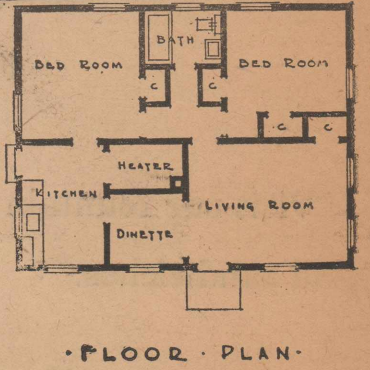 BATH
BED ROOM
BED ROOM
C
C
C
C
HEATER
KITCHEN
LIVING ROOM
DINETTE
·FLOOR·PLAN·